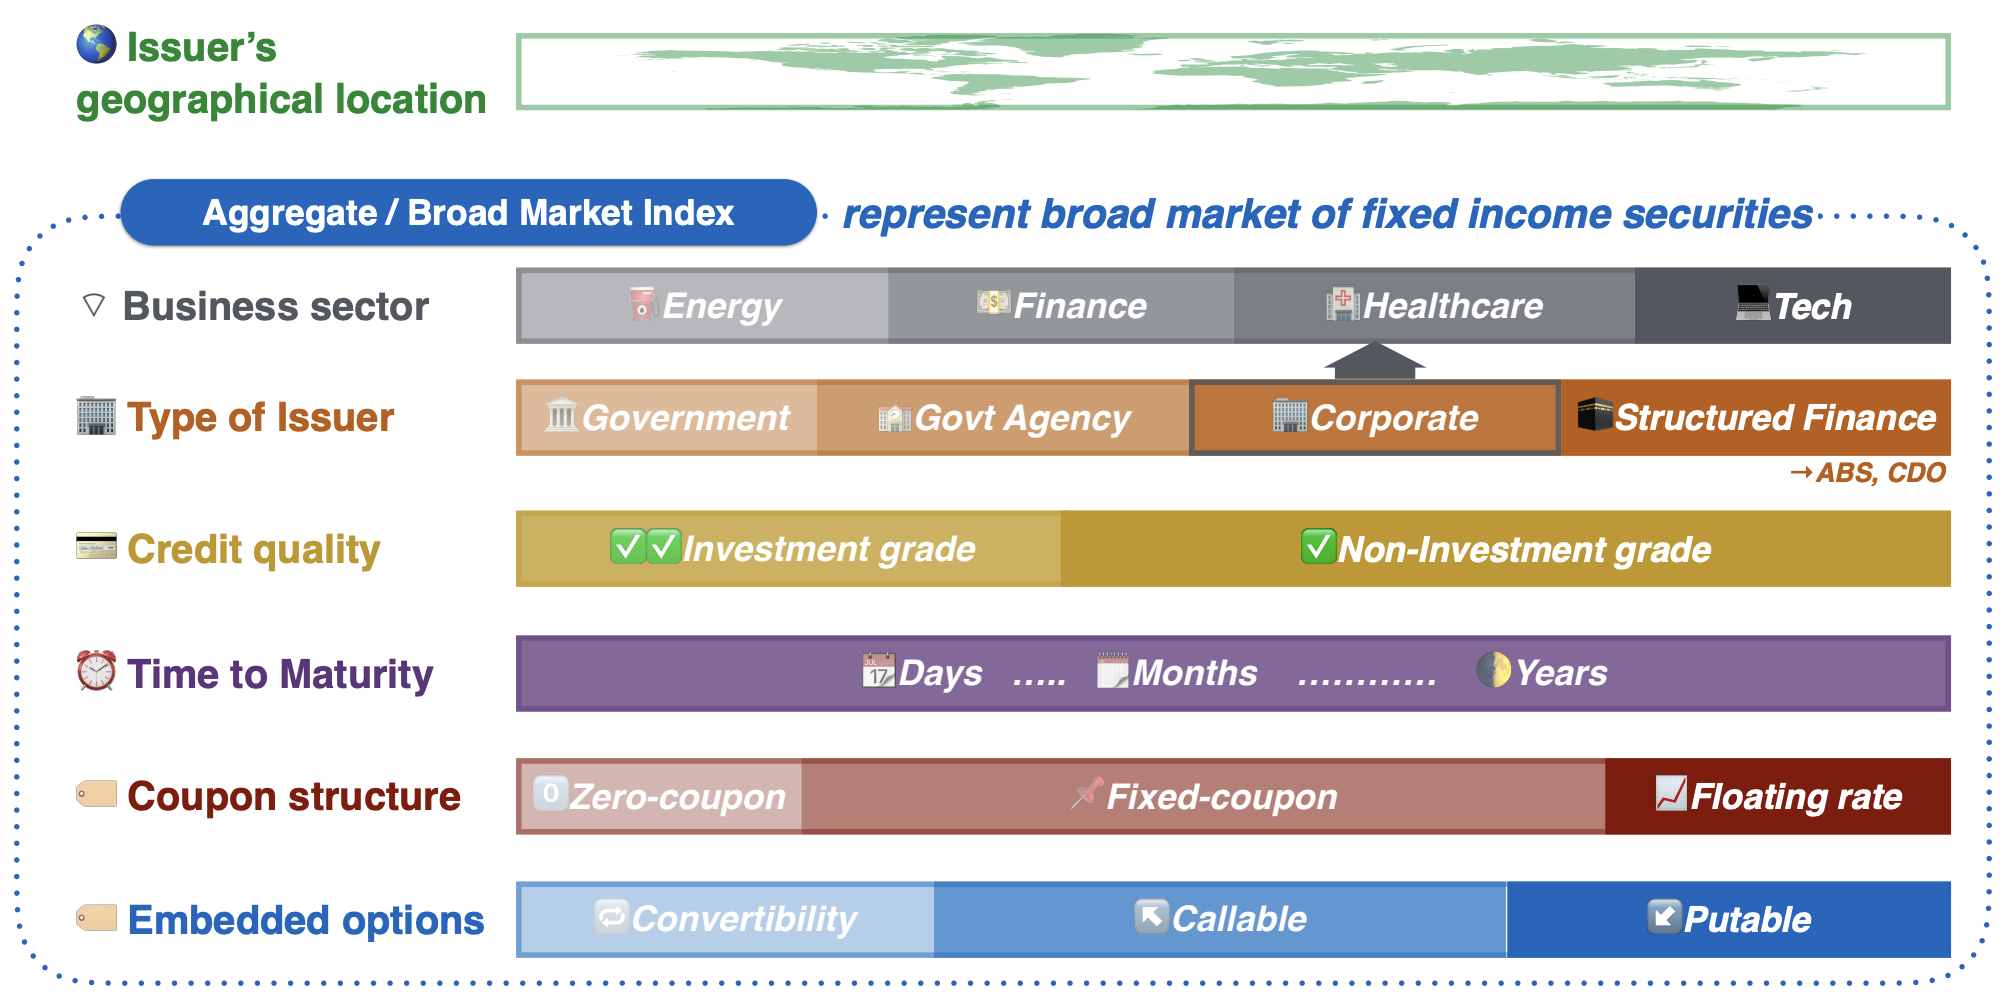 Issuer’s
geographical location
Aggregate / Broad Market Index
represent broad market of fixed income securities
Business sector
Energy
Finance
Healthcare
Tech
Type of Issuer
Government
Govt Agency
Corporate
Structured Finance
→ ABS, CDO
Credit quality
Investment grade
Non-Investment grade
Time to Maturity
JUL
17
Days ..... Months ............ Years
Coupon structure
0
Zero-coupon
Fixed-coupon
Floating rate
Embedded options
Convertibility
Callable
Putable